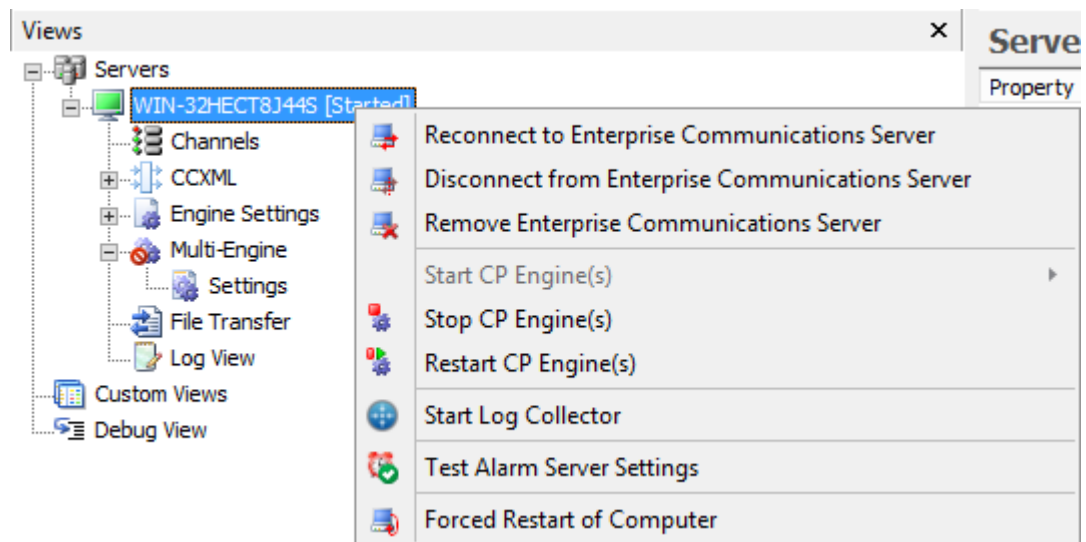 Views
Serve
Property
Servers
WIN-32HECT8J44S [Started]
Channels
CCXML
Engine Settings
Multi-Engine
Settings
File Transfer
Log View
Custom Views
Debug View
Reconnect to Enterprise Communications Server
Disconnect from Enterprise Communications Server
Remove Enterprise Communications Server
Start CP Engine(s)
Stop CP Engine(s)
Restart CP Engine(s)
Start Log Collector
Test Alarm Server Settings
Forced Restart of Computer